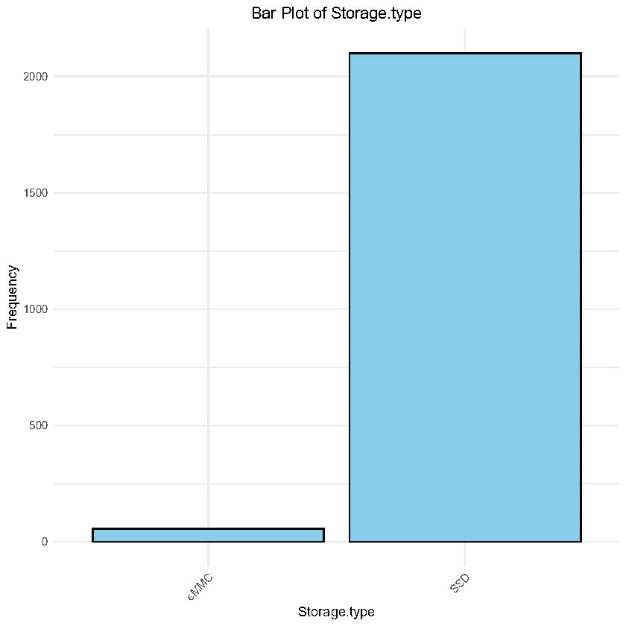 Bar Plot of Storage.type
2000
1500
1000
500
0
Frequency
eMMC
SSD
Storage.type